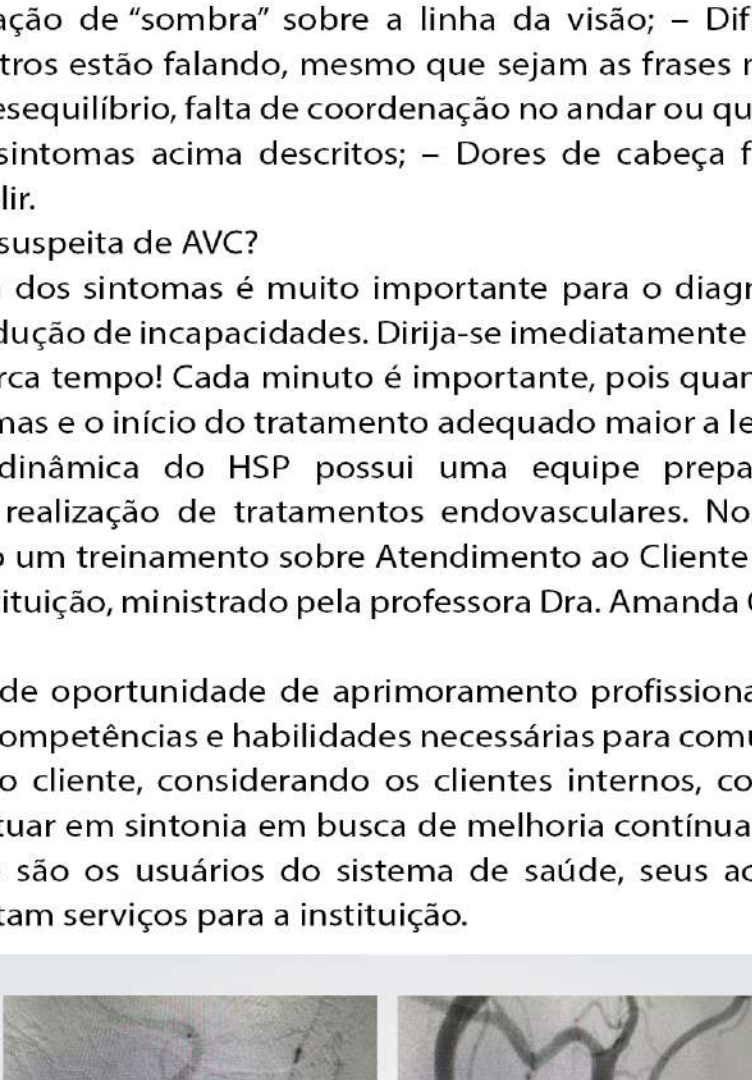 ação de “sombra” sobre a linha da visão; – Dif
tros estão falando, mesmo que sejam as frases
esequilíbrio, falta de coordenação no andar ou qu
sintomas acima descritos; – Dores de cabeça f
lir.
suspeita de AVC?
dos sintomas é muito importante para o diagn
dução de incapacidades. Dirija-se imediatamente
rca tempo! Cada minuto é importante, pois quan
mas e o início do tratamento adequado maior a le
dinâmica do HSP possui uma equipe prepa
realização de tratamentos endovasculares. No
o um treinamento sobre Atendimento ao Cliente
tituição, ministrado pela professora Dra. Amanda
de oportunidade de aprimoramento profissiona
ompetências e habilidades necessárias para comu
o cliente, considerando os clientes internos, co
tuar em sintonia em busca de melhoria contínua
são os usuários do sistema de saúde, seus ac
tam serviços para a instituição.